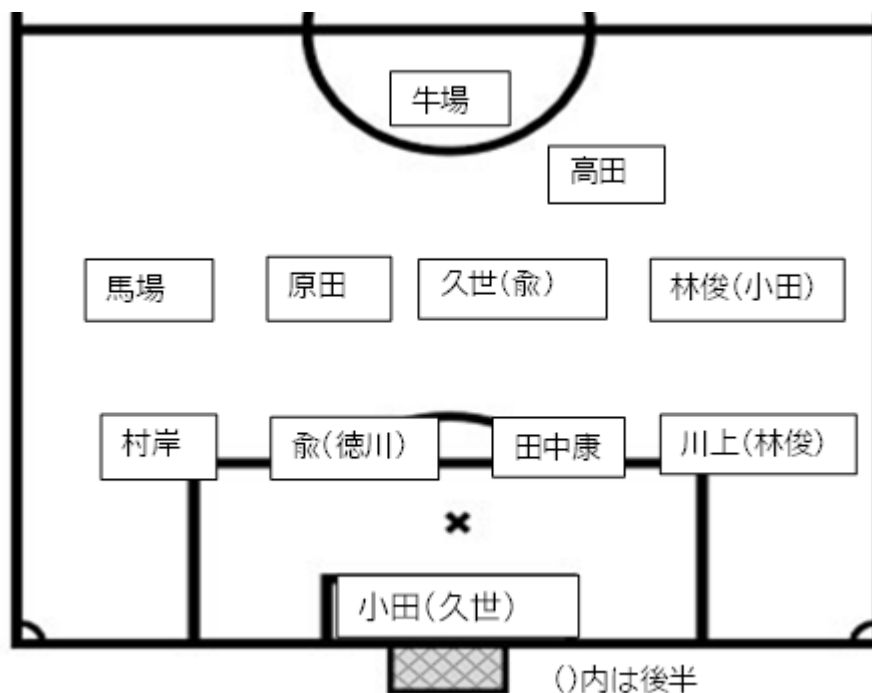 牛場
高田
馬場
原田
久世(兪)
林俊(小田)
村岸
兪(徳川)
田中康
川上(林俊)
小田(久世)
()内は後半